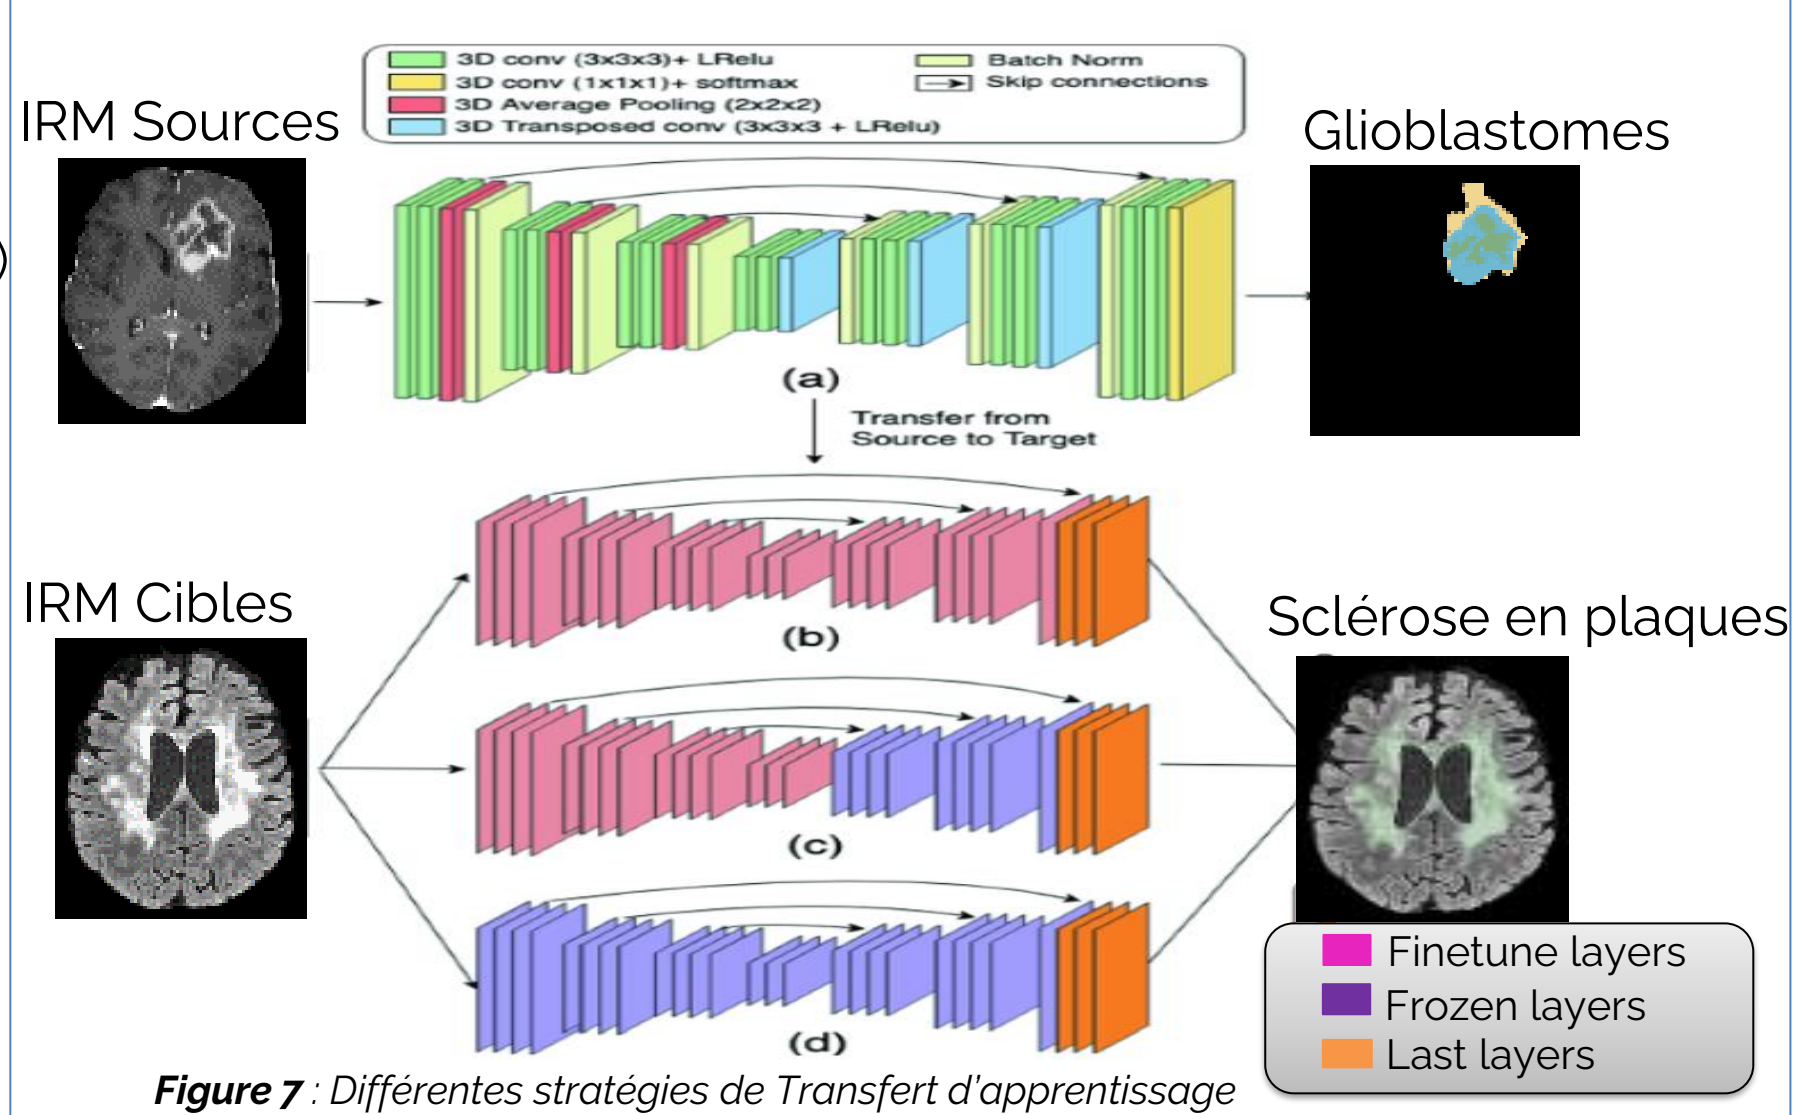 3D conv (3x3x3)+ LRelu
3D conv (1x1x1)+ softmax
3D Average Pooling (2x2x2)
3D Transposed conv (3x3x3 + LRelu)
Batch Norm
Skip connections
IRM Sources
Glioblastomes
(a)
Transfer from
Source to Target
IRM Cibles
Sclérose en plaques
(b)
(c)
(d)
Finetune layers
Frozen layers
Last layers
Figure 7 : Différentes stratégies de Transfert d'apprentissage